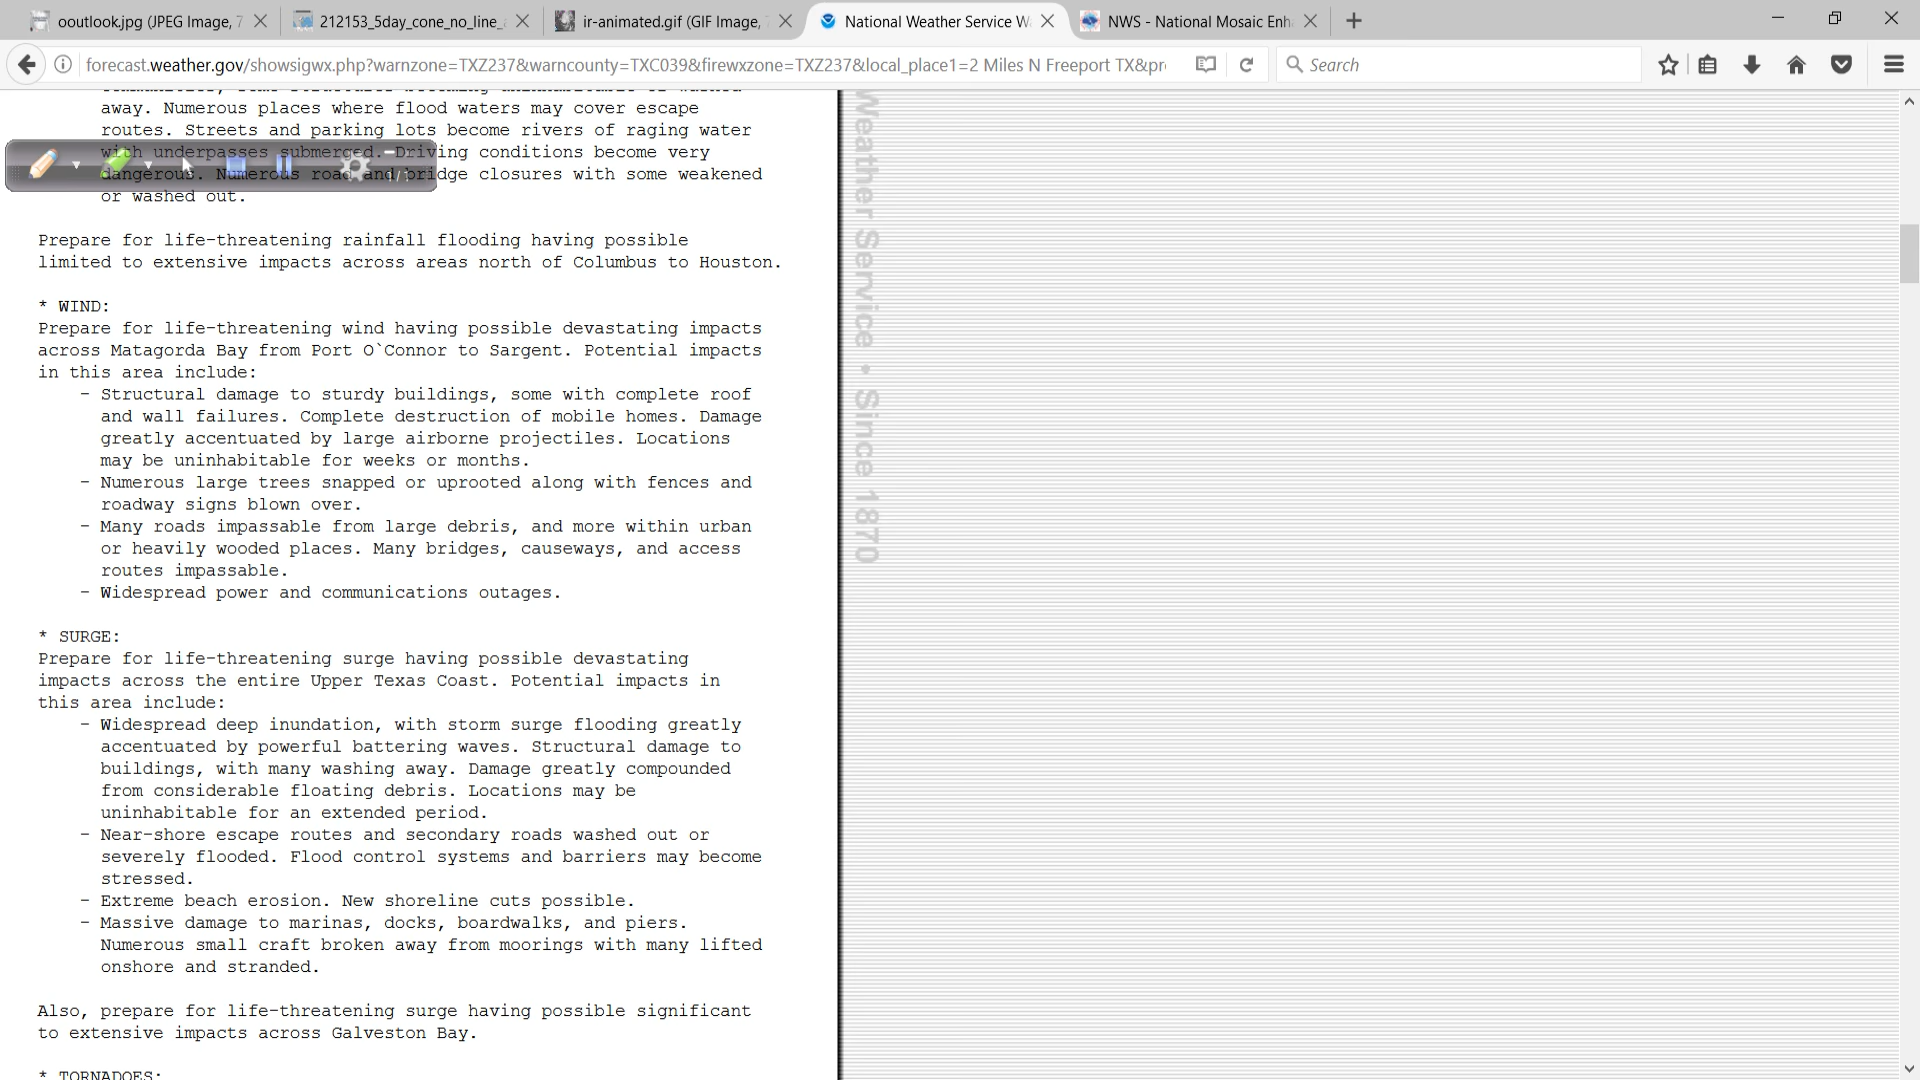 ooutlook.jpg (JPEG Image, 7
212153_5day_cone_no_line_
ir-animated.gif (GIF Image,
National Weather Service W
NWS - National Mosaic Enh
forecast.weather.gov/showsigwx.php?warnzone=TXZ237&warncounty=TXC039&firewxzone=TXZ237&local_place1=2 Miles N Freeport TX&pr
Search
away. Numerous places where flood waters may cover escape
routes. Streets and parking lots become rivers of raging water
with underpasses submerged. Driving conditions become very
dangerous. Numerous road and bridge closures with some weakened
or washed out.
Prepare for life-threatening rainfall flooding having possible
limited to extensive impacts across areas north of Columbus to Houston.
* WIND:
Prepare for life-threatening wind having possible devastating impacts
across Matagorda Bay from Port O`Connor to Sargent. Potential impacts
in this area include:
- Structural damage to sturdy buildings, some with complete roof
and wall failures. Complete destruction of mobile homes. Damage
greatly accentuated by large airborne projectiles. Locations
may be uninhabitable for weeks or months.
- Numerous large trees snapped or uprooted along with fences and
roadway signs blown over.
- Many roads impassable from large debris, and more within urban
or heavily wooded places. Many bridges, causeways, and access
routes impassable.
- Widespread power and communications outages.
* SURGE:
Prepare for life-threatening surge having possible devastating
impacts across the entire Upper Texas Coast. Potential impacts in
this area include:
- Widespread deep inundation, with storm surge flooding greatly
accentuated by powerful battering waves. Structural damage to
buildings, with many washing away. Damage greatly compounded
from considerable floating debris. Locations may be
uninhabitable for an extended period.
- Near-shore escape routes and secondary roads washed out or
severely flooded. Flood control systems and barriers may become
stressed.
- Extreme beach erosion. New shoreline cuts possible.
- Massive damage to marinas, docks, boardwalks, and piers.
Numerous small craft broken away from moorings with many lifted
onshore and stranded.
Also, prepare for life-threatening surge having possible significant
to extensive impacts across Galveston Bay.
* TORNADOES:
Weather Service • Since 1870